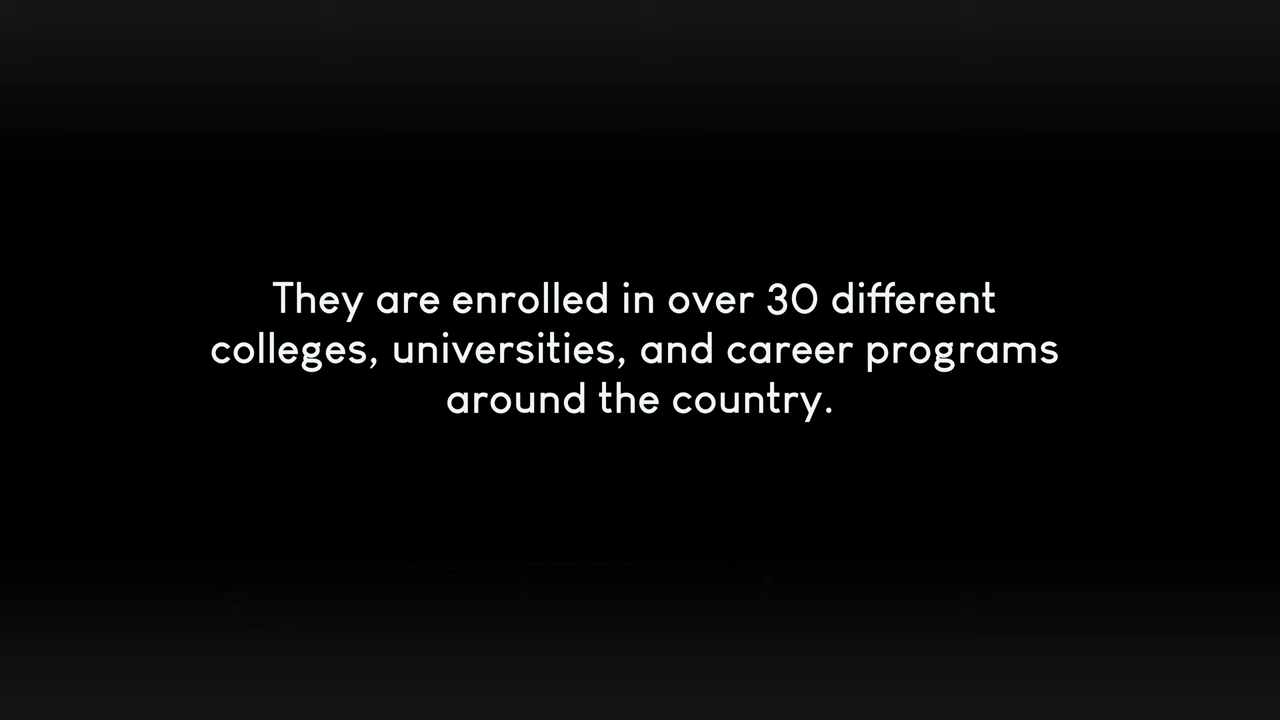 They are enrolled in over 30 different
colleges, universities, and career programs
around the country.